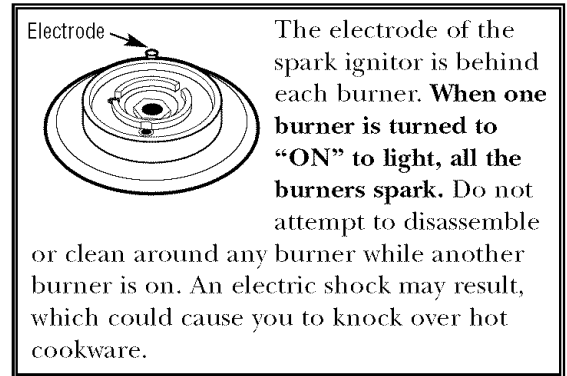 Electrode
The electrode of the
spark ignitor is behind
each burner. When one
burner is turned to
“ON” to light, all the
burners spark. Do not
attempt to disassemble
or clean around any burner while another
burner is on. An electric shock may result,
which could cause you to knock over hot
cookware.